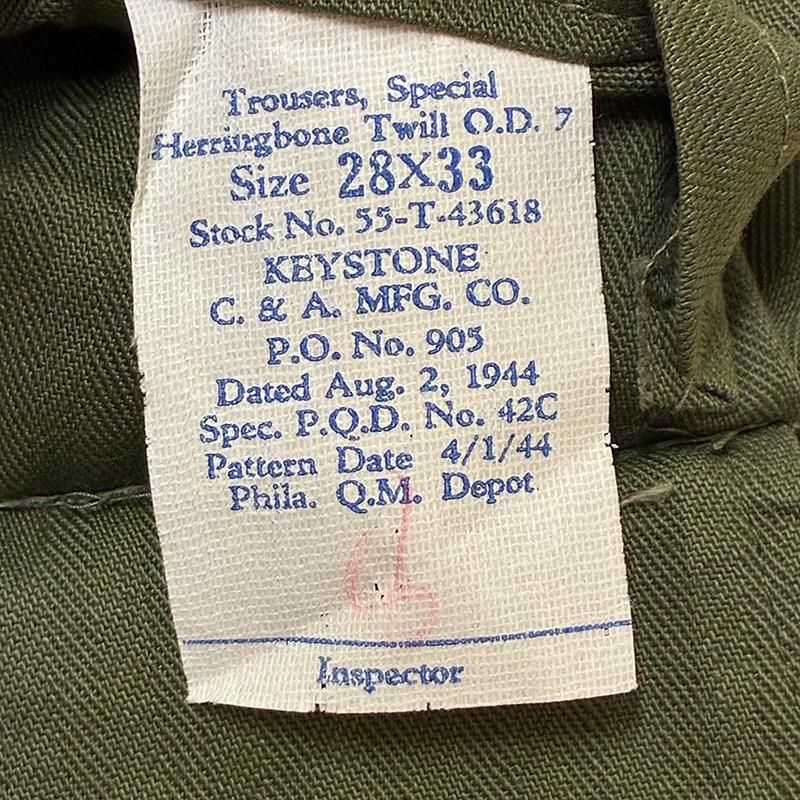 Trousers, Special
Herringbone Twill O.D. 7
Size 28X33
Stock No. 55-T-43618
KEYSTONE
C. & A. MFG. CO.
P.O. No. 905
Dated Aug. 2, 1944
Spec. P.Q.D. No. 42C
Pattern Date 4/1/44
Phila. Q.M. Depot
Inspector